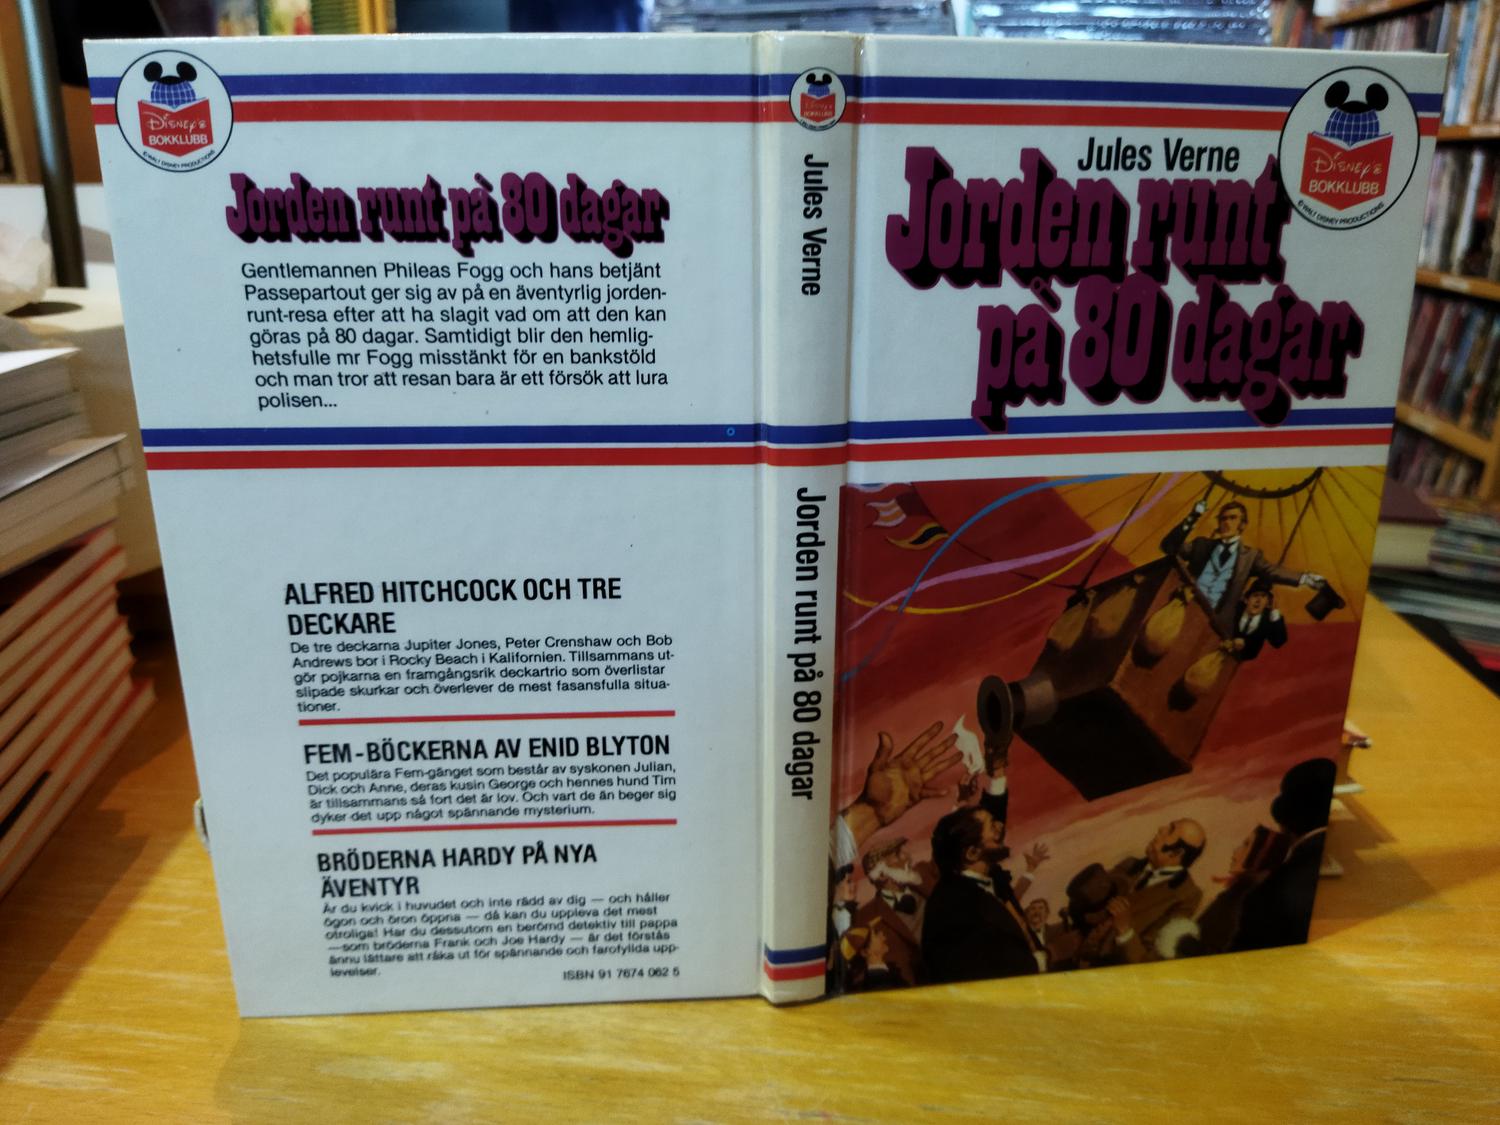 DISNEY'S
BOKKLUBB
© WALT DISNEY PRODUCTIONS
Jorden runt på 80 dagar
Gentlemannen Phileas Fogg och hans betjänt
Passepartout ger sig av på en äventyrlig jorden-
runt-resa efter att ha slagit vad om att den kan
göras på 80 dagar. Samtidigt blir den hemlig-
hetsfulle mr Fogg misstänkt för en bankstöld
och man tror att resan bara är ett försök att lura
polisen...
ALFRED HITCHCOCK OCH TRE
DECKARE
De tre deckarna Jupiter Jones, Peter Crenshaw och Bob
Andrews bor i Rocky Beach i Kalifornien. Tillsammans ut-
gör pojkarna en framgångsrik deckartrio som överlistar
slipade skurkar och överlever de mest fasansfulla situa-
tioner.
FEM-BÖCKERNA AV ENID BLYTON
Det populära Fem-gänget som består av syskonen Julian,
Dick och Anne, deras kusin George och hennes hund Tim
är tillsammans så fort det är lov. Och vart de än beger sig
dyker det upp något spännande mysterium.
BRÖDERNA HARDY PÅ NYA
ÄVENTYR
Är du kvick i huvudet och inte rädd av dig — och håller
ögon och öron öppna — då kan du uppleva det mest
otroliga! Har du dessutom en berömd detektiv till pappa
— som bröderna Frank och Joe Hardy — är det förstås
ännu lättare att råka ut för spännande och farofyllda upp-
levelser.
ISBN 91 7674 062 5
DISNEY'S
BOKKLUBB
Jules Verne
Jorden runt på 80 dagar
Jules Verne
Jorden runt
på 80 dagar
DISNEY'S
BOKKLUBB
© WALT DISNEY PRODUCTIONS